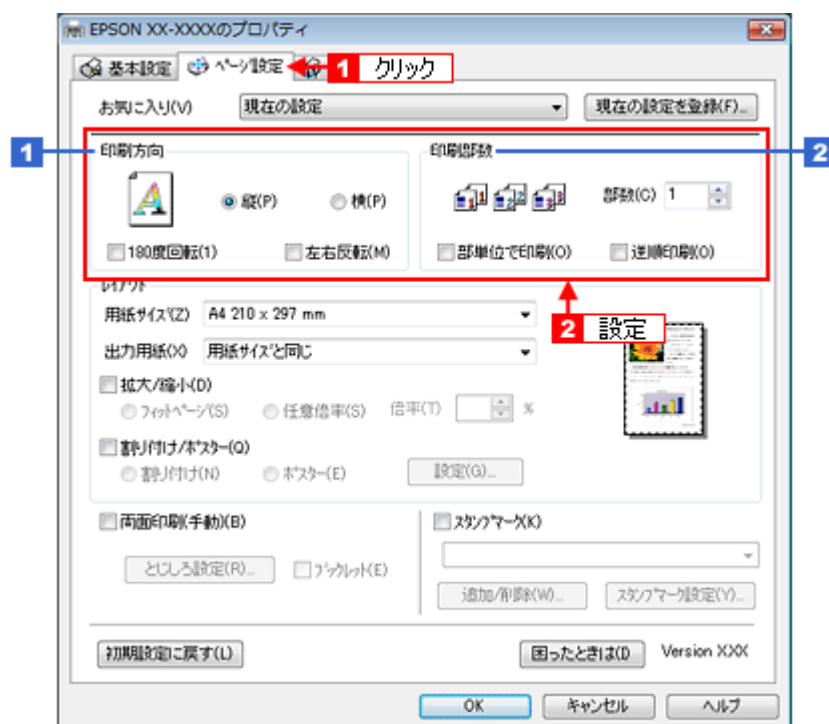 EPSON XX-XXXXのプロパティ
基本設定 ページ設定 1 クリック
お気に入り(V) 現在の設定 現在の設定を登録(F)...
1 印刷方向 印刷部数 2
縦(P) 横(P) 部数(C) 1
180度回転(1) 左右反転(M) 部単位で印刷(O) 逆順印刷(O)
レイアウト
2 設定
用紙サイズ(Z) A4 210 x 297 mm
出力用紙(X) 用紙サイズと同じ
拡大/縮小(D)
フィットページ(S) 任意倍率(S) 倍率(T) %
割り付け/ポスター(Q)
割り付け(N) ポスター(E) 設定(G)...
両面印刷(手動)(B) スタンプマーク(K)
とじしろ設定(R)... ブックレット(E)
追加/削除(W)... スタンプマーク設定(Y)...
初期設定に戻す(L) 困ったときは(I) Version XXX
OK キャンセル ヘルプ